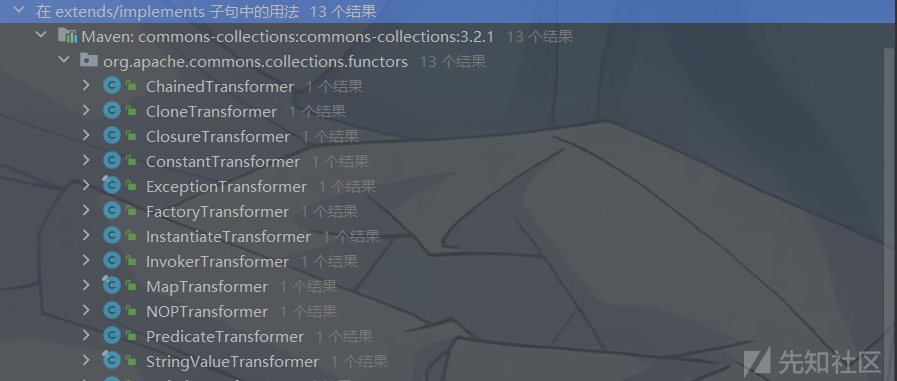 在 extends/implements 子句中的用法 13 个结果
Maven: commons-collections:commons-collections:3.2.1 13 个结果
org.apache.commons.collections.functors 13 个结果
ChainedTransformer 1 个结果
CloneTransformer 1 个结果
ClosureTransformer 1 个结果
ConstantTransformer 1 个结果
ExceptionTransformer 1 个结果
FactoryTransformer 1 个结果
InstantiateTransformer 1 个结果
InvokerTransformer 1 个结果
MapTransformer 1 个结果
NOPTransformer 1 个结果
PredicateTransformer 1 个结果
StringValueTransformer 1 个结果
先知社区